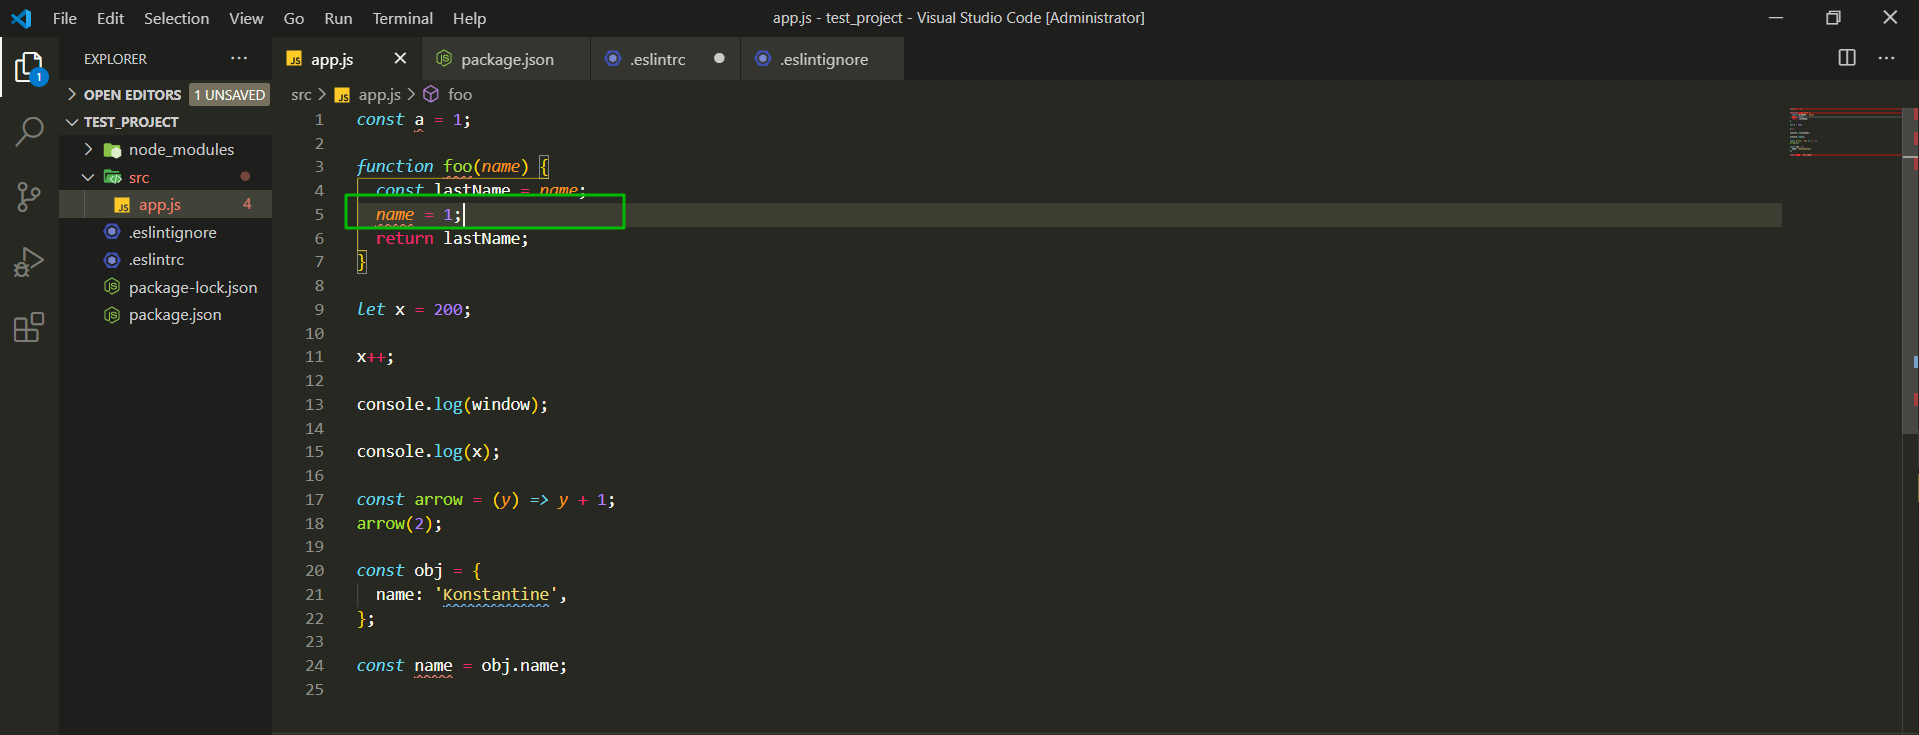 File Edit Selection View Go Run Terminal Help
app.js - test_project - Visual Studio Code [Administrator]
EXPLORER
app.js package.json .eslintrc .eslintignore
OPEN EDITORS 1 UNSAVED
TEST_PROJECT
node_modules
src
app.js 4
.eslintignore
.eslintrc
package-lock.json
package.json
1
src > app.js > foo
1 const a = 1;
2
3 function foo(name) {
4 const lastName = name;
5 name = 1;
6 return lastName;
7 }
8
9 let x = 200;
10
11 x++;
12
13 console.log(window);
14
15 console.log(x);
16
17 const arrow = (y) => y + 1;
18 arrow(2);
19
20 const obj = {
21 name: 'Konstantine',
22 };
23
24 const name = obj.name;
25